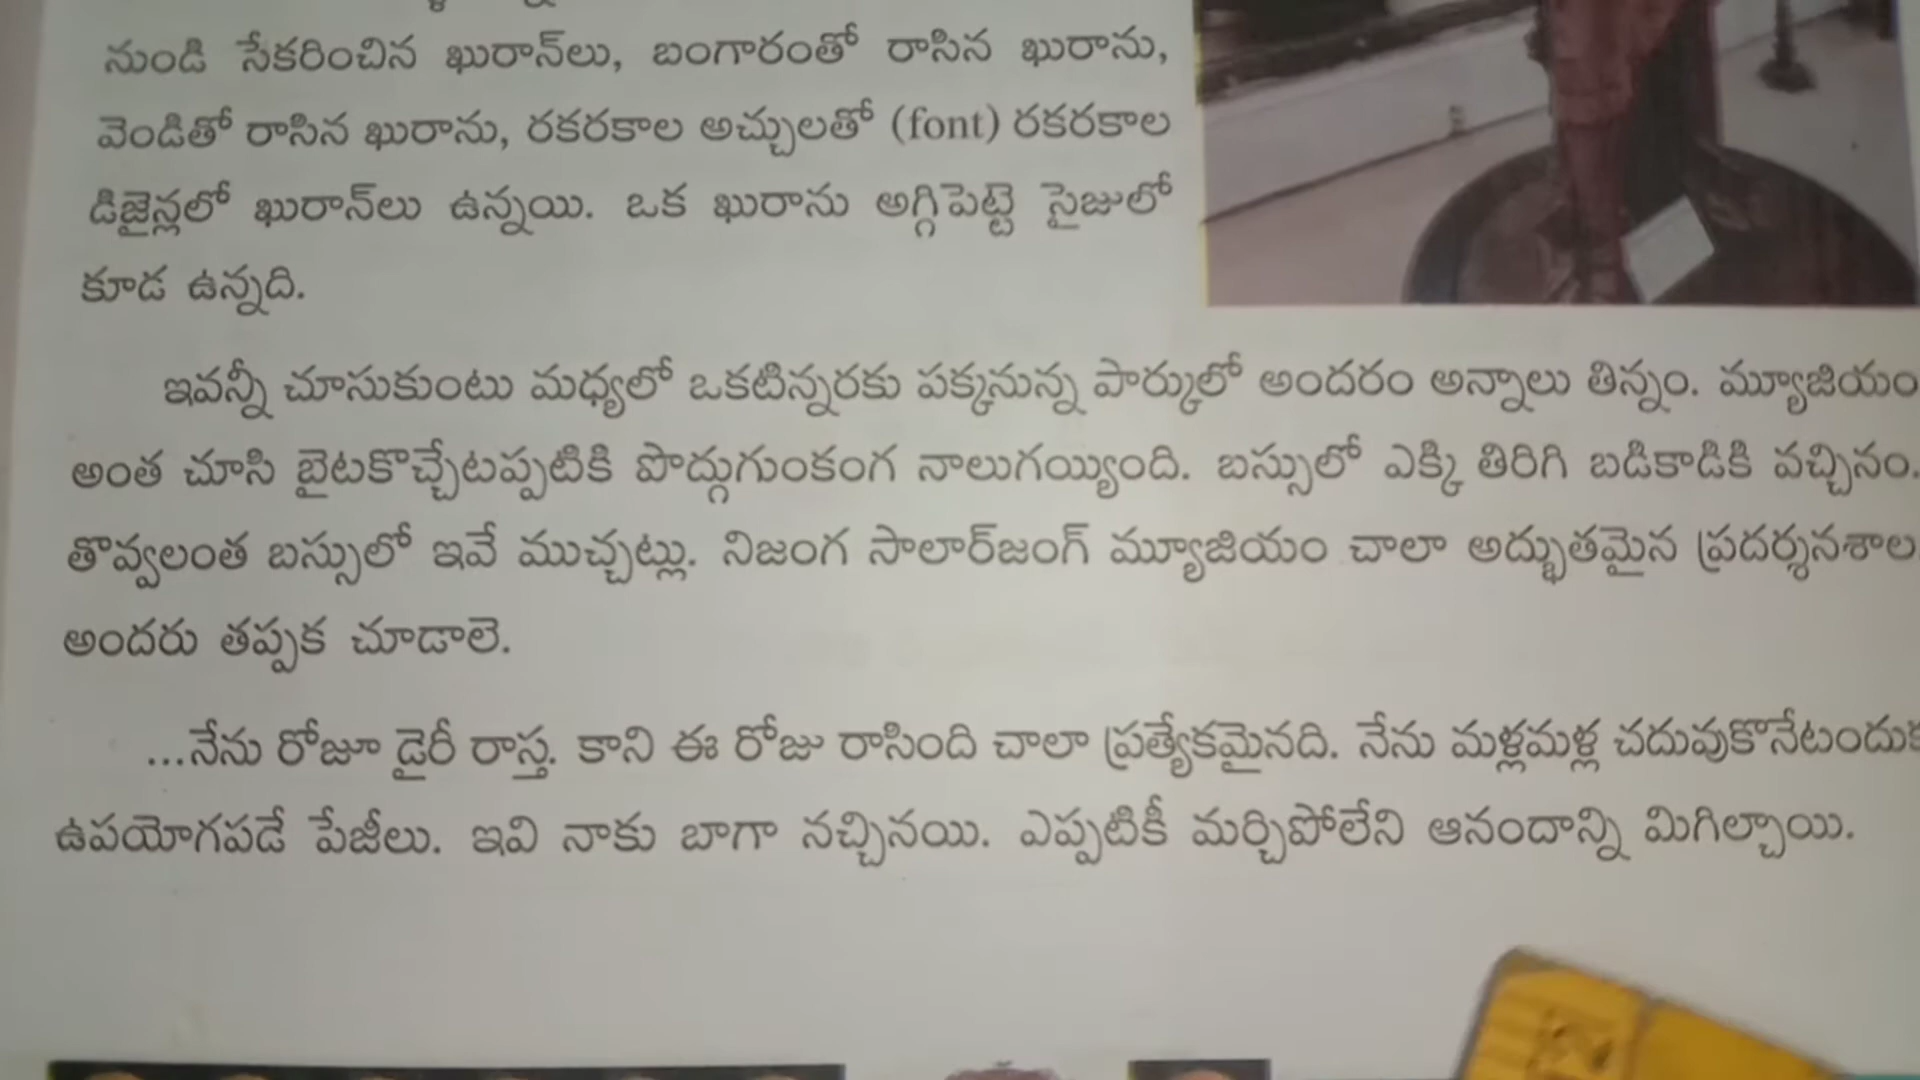 నుండి సేకరించిన ఖురాన్‌లు, బంగారంతో రాసిన ఖురాను,
వెండితో రాసిన ఖురాను, రకరకాల అచ్చులతో (font) రకరకాల
డిజైన్లలో ఖురాన్‌లు ఉన్నయి. ఒక ఖురాను అగ్గిపెట్టె సైజులో
కూడ ఉన్నది.
ఇవన్నీ చూసుకుంటు మధ్యలో ఒకటిన్నరకు పక్కనున్న పార్కులో అందరం అన్నాలు తిన్నం. మ్యూజియం
అంత చూసి బైటకొచ్చేటప్పటికి పొద్దుగుంకంగ నాలుగయ్యింది. బస్సులో ఎక్కి తిరిగి బడికాడికి వచ్చినం.
తొవ్వలంత బస్సులో ఇవే ముచ్చట్లు. నిజంగ సాలార్‌జంగ్ మ్యూజియం చాలా అద్భుతమైన ప్రదర్శనశాల
అందరు తప్పక చూడాలె.
...నేను రోజూ డైరీ రాస్త. కాని ఈ రోజు రాసింది చాలా ప్రత్యేకమైనది. నేను మళ్లమళ్ల
ఉపయోగపడే పేజీలు. ఇవి నాకు బాగా నచ్చినయి. ఎప్పటికీ మర్చిపోలేని ఆనందాన్ని మిగిల్చాయి.